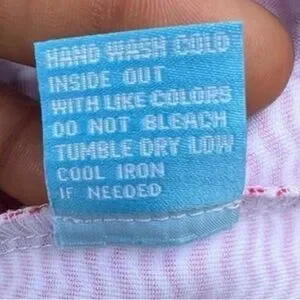 HAND WASH COLD
INSIDE OUT
WITH LIKE COLORS
DO NOT BLEACH
TUMBLE DRY LOW
COOL IRON
IF NEEDED